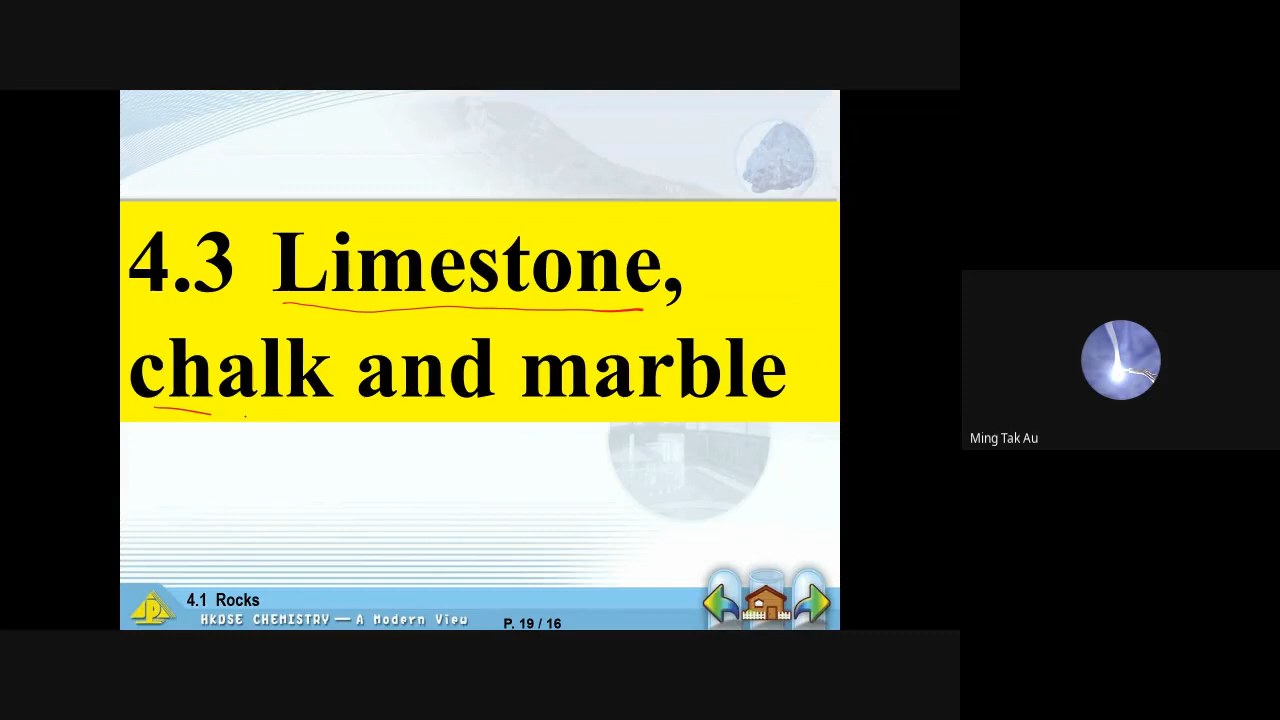 4.3 Limestone,
chalk and marble
Ming Tak Au
4.1 Rocks
HKDSE CHEMISTRY — A Modern View
P. 19 / 16